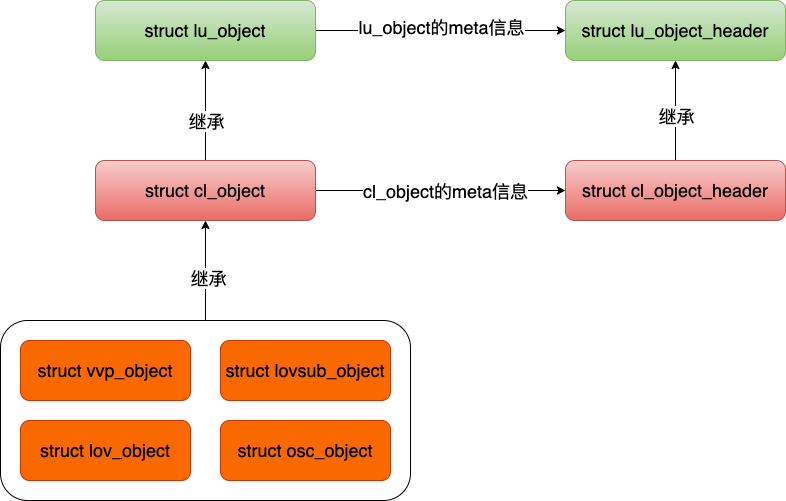 struct lu_object
lu_object的meta信息
struct lu_object_header
继承
继承
struct cl_object
cl_object的meta信息
struct cl_object_header
继承
struct vvp_object
struct lovsub_object
struct lov_object
struct osc_object